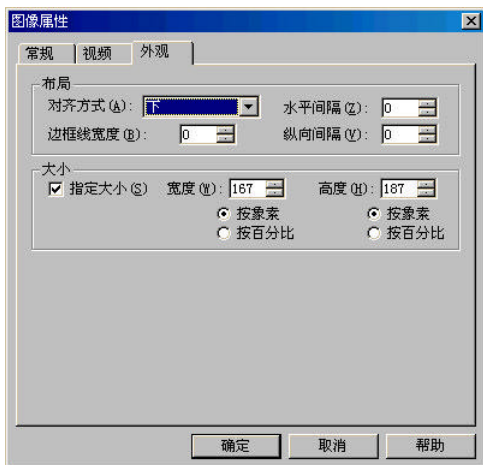 图像属性
常规 视频 外观
布局
对齐方式(A): 下 水平间隔(Z): 0
边框线宽度(B): 0 纵向间隔(V): 0
大小
指定大小(S) 宽度(W): 167 高度(H): 187
按象素 按象素
按百分比 按百分比
确定 取消 帮助